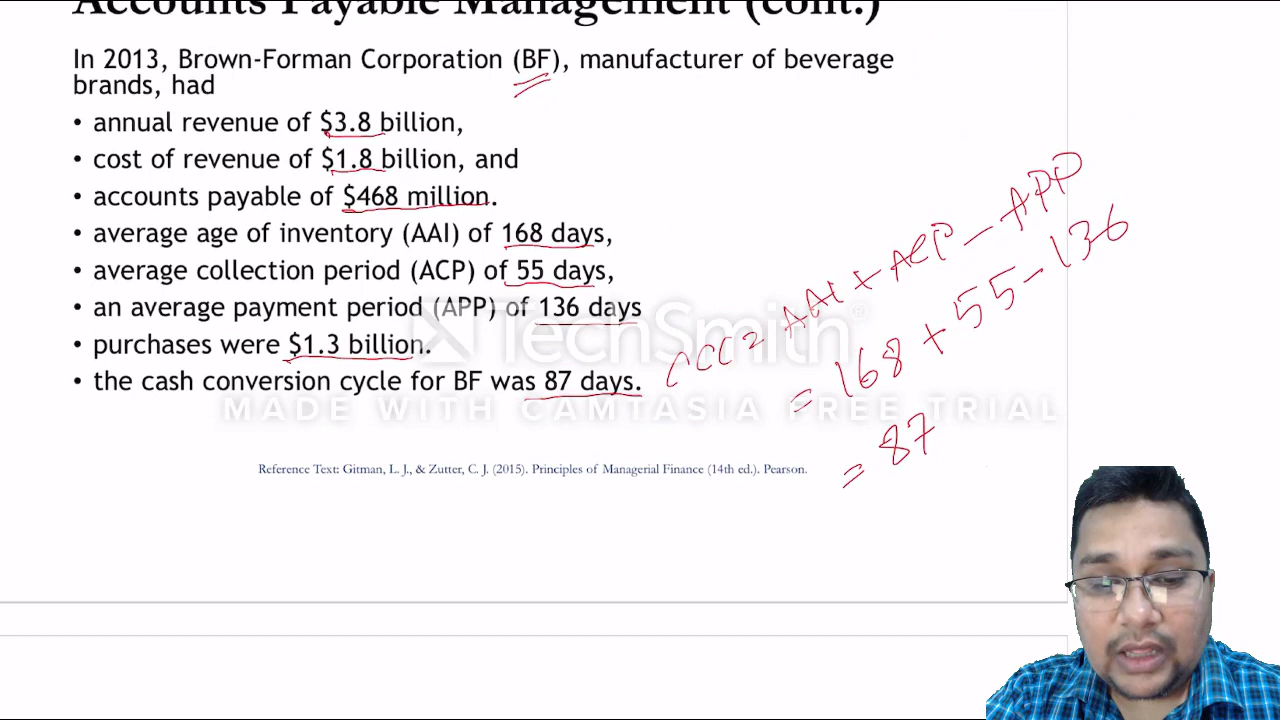 Accounts Payable Management (cont.)
In 2013, Brown-Forman Corporation (BF), manufacturer of beverage
brands, had
• annual revenue of $3.8 billion,
• cost of revenue of $1.8 billion, and
• accounts payable of $468 million.
• average age of inventory (AAI) of 168 days,
• average collection period (ACP) of 55 days,
• an average payment period (APP) of 136 days
• purchases were $1.3 billion.
• the cash conversion cycle for BF was 87 days.
CCC = AAI + ACP - APP
= 168 + 55 - 136
= 87
TechSmith®
MADE WITH CAMTASIA FREE TRIAL
Reference Text: Gitman, L. J., & Zutter, C. J. (2015). Principles of Managerial Finance (14th ed.). Pearson.